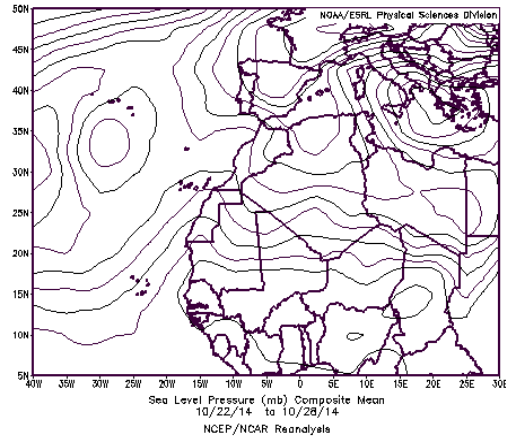 NOAA/ESRL Physical Sciences Division
50N
45N
40N
35N
30N
25N
20N
15N
10N
5N
40W 35W 30W 25W 20W 15W 10W 5W 0 5E 10E 15E 20E 25E 30E
Sea Level Pressure (mb) Composite Mean
10/22/14 to 10/28/14
NCEP/NCAR Reanalysis